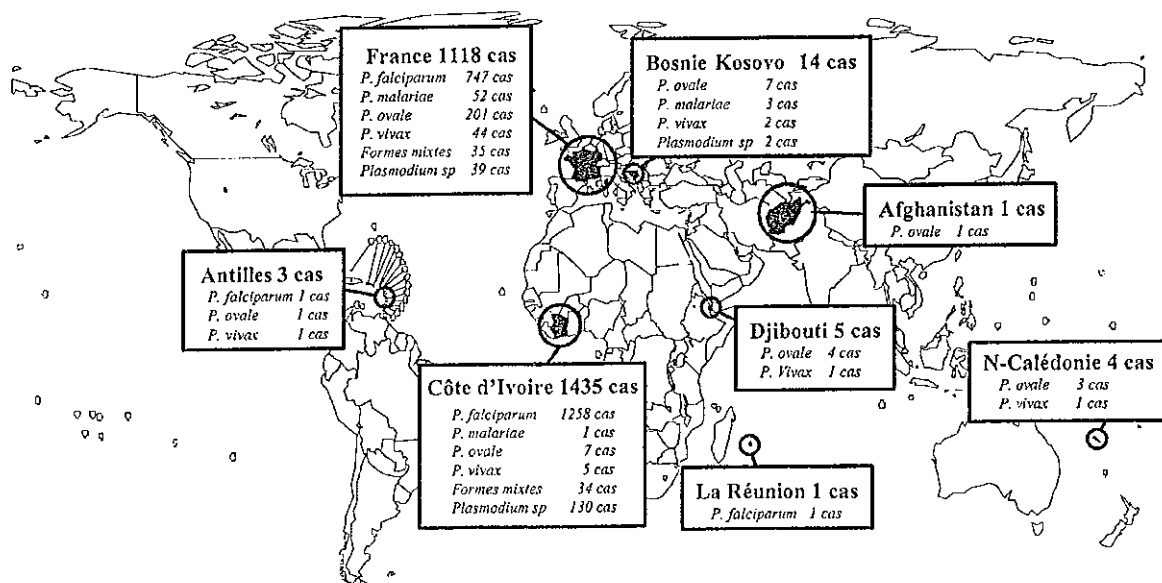 France 1118 cas
P. falciparum 747 cas
P. malariae 52 cas
P. ovale 201 cas
P. vivax 44 cas
Formes mixtes 35 cas
Plasmodium sp 39 cas
Bosnie Kosovo 14 cas
P. ovale 7 cas
P. malariae 3 cas
P. vivax 2 cas
Plasmodium sp 2 cas
Afghanistan 1 cas
P. ovale 1 cas
Antilles 3 cas
P. falciparum 1 cas
P. ovale 1 cas
P. vivax 1 cas
Djibouti 5 cas
P. ovale 4 cas
P. Vivax 1 cas
N-Calédonie 4 cas
P. ovale 3 cas
P. vivax 1 cas
Côte d'Ivoire 1435 cas
P. falciparum 1258 cas
P. malariae 1 cas
P. ovale 7 cas
P. vivax 5 cas
Formes mixtes 34 cas
Plasmodium sp 130 cas
La Réunion 1 cas
P. falciparum 1 cas